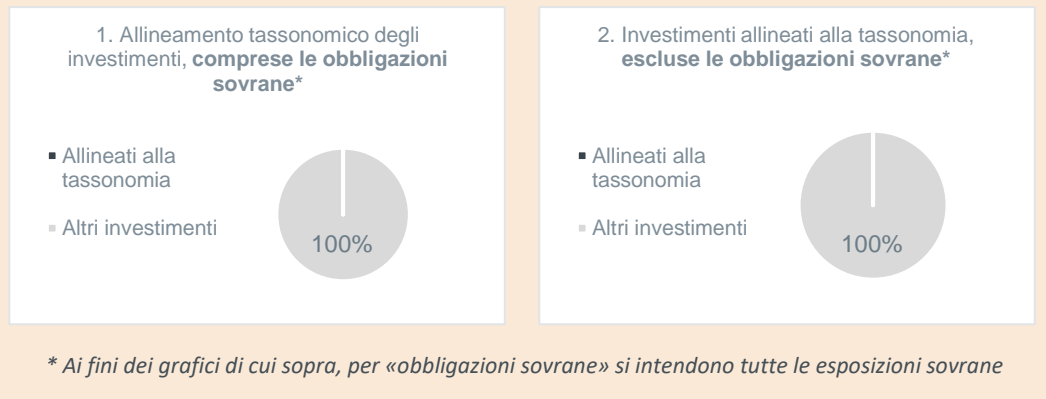 1. Allineamento tassonomico degli
investimenti, comprese le obbligazioni
sovrane*
Allineati alla
tassonomia
Altri investimenti
100%
2. Investimenti allineati alla tassonomia,
escluse le obbligazioni sovrane*
Allineati alla
tassonomia
Altri investimenti
100%
* Ai fini dei grafici di cui sopra, per «obbligazioni sovrane» si intendono tutte le esposizioni sovrane